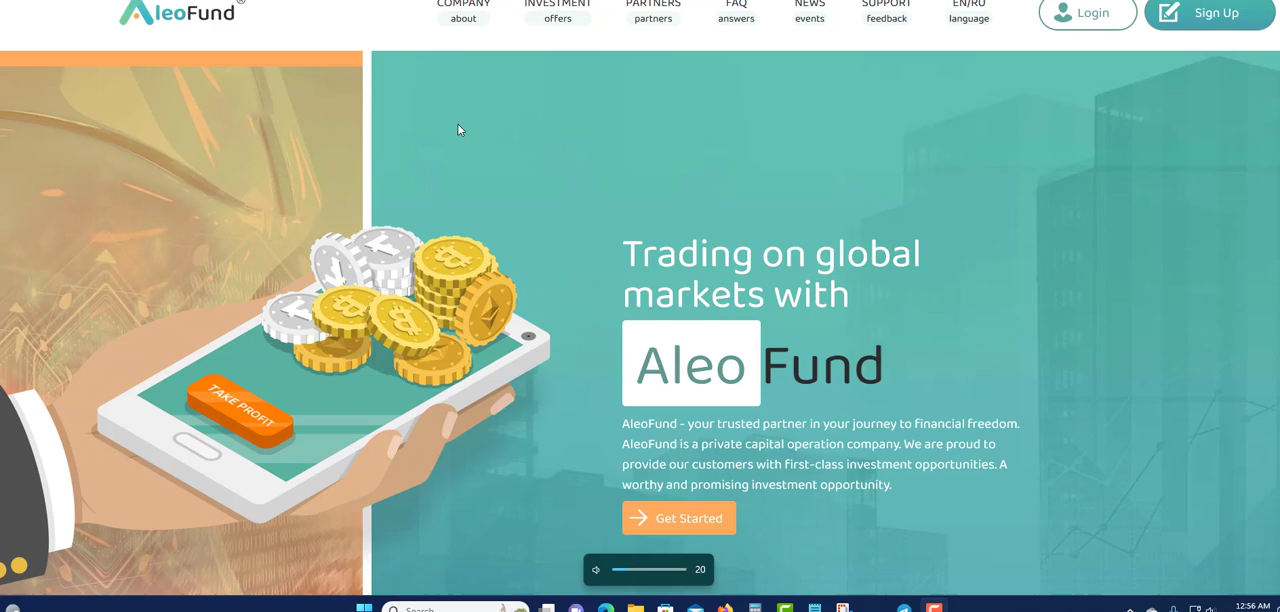 AleoFund
COMPANY
about
INVESTMENT
offers
PARTNERS
partners
FAQ
answers
NEWS
events
SUPPORT
feedback
EN/RU
language
Login
Sign Up
TAKE PROFIT
Trading on global
markets with
Aleo Fund
AleoFund - your trusted partner in your journey to financial freedom.
AleoFund is a private capital operation company. We are proud to
provide our customers with first-class investment opportunities. A
worthy and promising investment opportunity.
Get Started
20
Search
12:56 AM